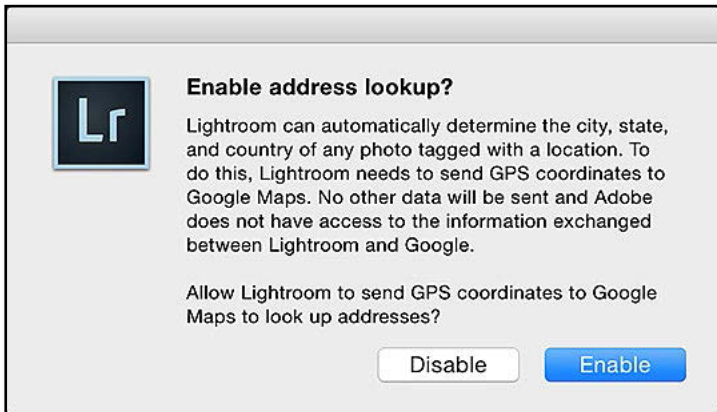 Lr
Enable address lookup?
Lightroom can automatically determine the city, state,
and country of any photo tagged with a location. To
do this, Lightroom needs to send GPS coordinates to
Google Maps. No other data will be sent and Adobe
does not have access to the information exchanged
between Lightroom and Google.
Allow Lightroom to send GPS coordinates to Google
Maps to look up addresses?
Disable Enable